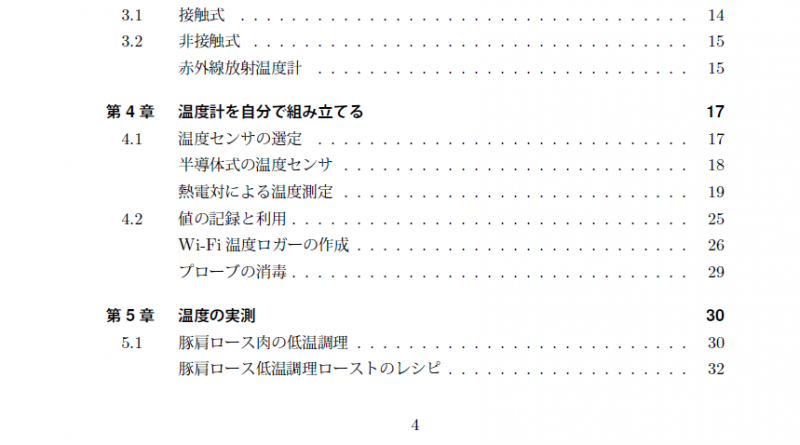 3.1 接触式 . . . . . . . . . . . . . . . . . . . . . . . . . . . . . . 14
3.2 非接触式 . . . . . . . . . . . . . . . . . . . . . . . . . . . . . 15
赤外線放射温度計 . . . . . . . . . . . . . . . . . . . . . . . . . 15
第 4 章 温度計を自分で組み立てる 17
4.1 温度センサの選定 . . . . . . . . . . . . . . . . . . . . . . . . . 17
半導体式の温度センサ . . . . . . . . . . . . . . . . . . . . . . . 18
熱電対による温度測定 . . . . . . . . . . . . . . . . . . . . . . . 19
4.2 値の記録と利用 . . . . . . . . . . . . . . . . . . . . . . . . . . 25
Wi-Fi 温度ロガーの作成 . . . . . . . . . . . . . . . . . . . . . . 26
プローブの消毒 . . . . . . . . . . . . . . . . . . . . . . . . . . 29
第 5 章 温度の実測 30
5.1 豚肩ロース肉の低温調理 . . . . . . . . . . . . . . . . . . . . . . 30
豚肩ロース低温調理ローストのレシピ . . . . . . . . . . . . . . . . 32
4